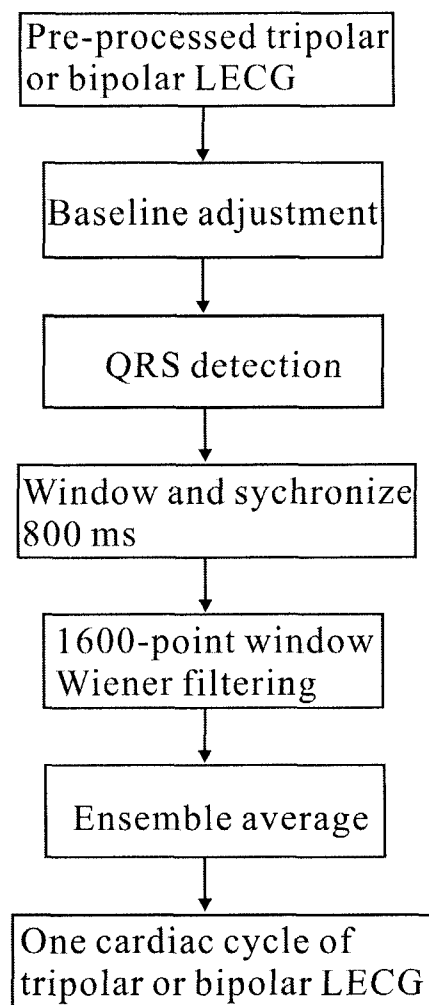 Pre-processed tripolar
or bipolar LECG
Baseline adjustment
QRS detection
Window and sychronize
800 ms
1600-point window
Wiener filtering
Ensemble average
One cardiac cycle of
tripolar or bipolar LECG